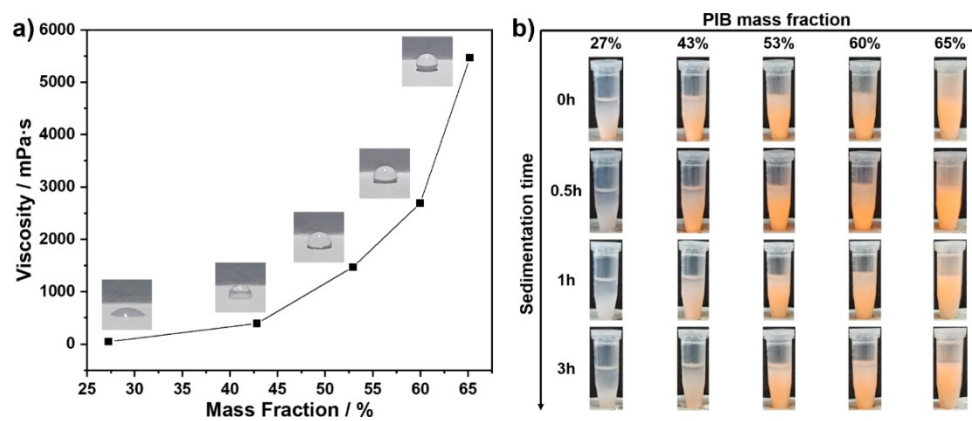 a)
Viscosity / mPa·s
6000
5000
4000
3000
2000
1000
0
25 30 35 40 45 50 55 60 65
Mass Fraction / %
b)
PIB mass fraction
27% 43% 53% 60% 65%
Sedimentation time
0h
0.5h
1h
3h